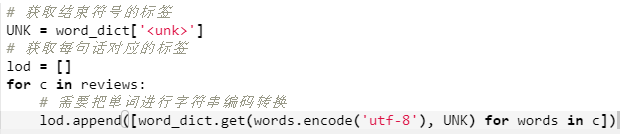 # 获取结束符号的标签
UNK = word_dict['<unk>']
# 获取每句话对应的标签
lod = []
for c in reviews:
    # 需要把单词进行字符串编码转换
    lod.append([word_dict.get(words.encode('utf-8'), UNK) for words in c])